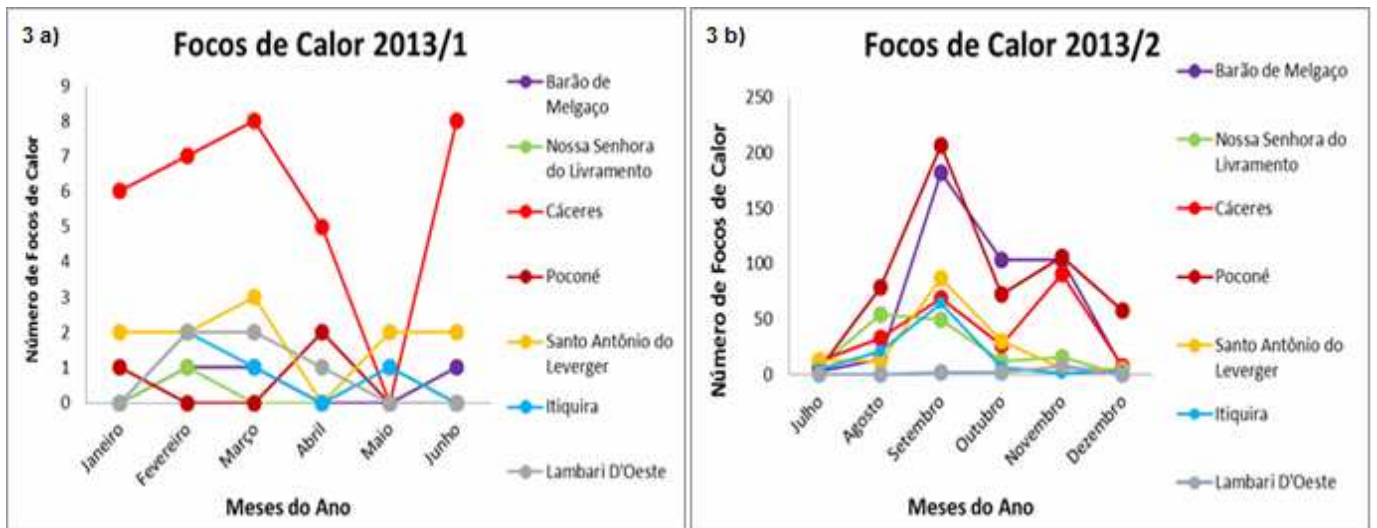 3 a)
Focos de Calor 2013/1
Número de Focos de Calor
9
8
7
6
5
4
3
2
1
0
Janeiro
Fevereiro
Março
Abril
Maio
Junho
Meses do Ano
Barão de
Melgaço
Nossa Senhora
do Livramento
Cáceres
Poconé
Santo Antônio do
Leverger
Itiquira
Lambari D'Oeste
3 b)
Focos de Calor 2013/2
Número de Focos de Calor
250
200
150
100
50
0
Julho
Agosto
Setembro
Outubro
Novembro
Dezembro
Meses do Ano
Barão de Melgaço
Nossa Senhora do
Livramento
Cáceres
Poconé
Santo Antônio do
Leverger
Itiquira
Lambari D'Oeste